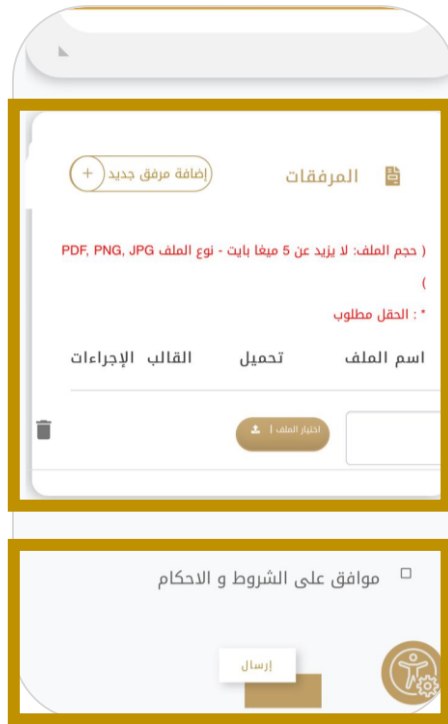 المرفقات
إضافة مرفق جديد +
( حجم الملف: لا يزيد عن 5 ميغا بايت - نوع الملف PDF, PNG, JPG
)
* : الحقل مطلوب
اسم الملف تحميل القالب الإجراءات
اختيار الملف |
موافق على الشروط و الاحكام
إرسال